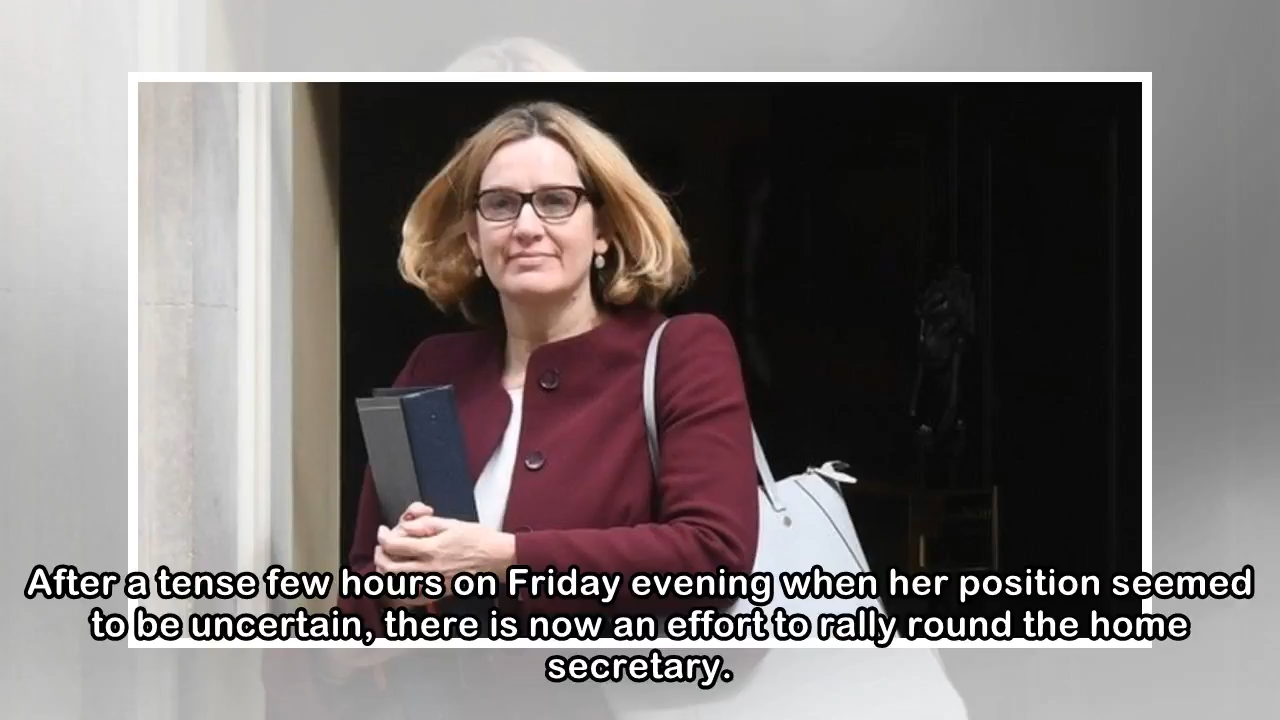 After a tense few hours on Friday evening when her position seemed
to be uncertain, there is now an effort to rally round the home
secretary.